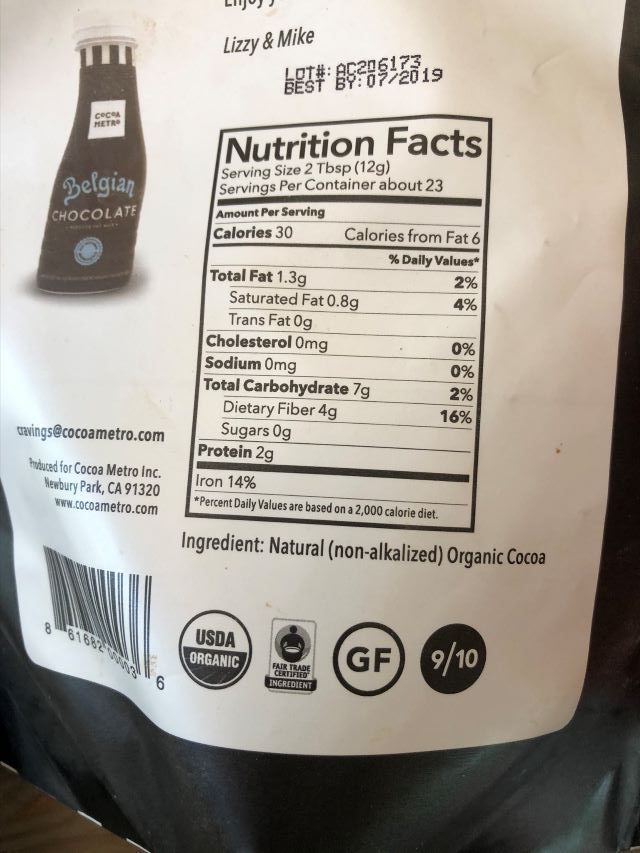 Enjoy,
Lizzy & Mike
LOT#: AC206173
BEST BY:07/2019
COCOA
METRO
Belgian
CHOCOLATE
Nutrition Facts
Serving Size 2 Tbsp (12g)
Servings Per Container about 23
Amount Per Serving
Calories 30 Calories from Fat 6
% Daily Values*
Total Fat 1.3g 2%
Saturated Fat 0.8g 4%
Trans Fat 0g
Cholesterol 0mg 0%
Sodium 0mg 0%
Total Carbohydrate 7g 2%
Dietary Fiber 4g 16%
Sugars 0g
Protein 2g
Iron 14%
*Percent Daily Values are based on a 2,000 calorie diet.
cravings@cocoametro.com
Produced for Cocoa Metro Inc.
Newbury Park, CA 91320
www.cocoametro.com
Ingredient: Natural (non-alkalized) Organic Cocoa
8 61682 00003 6
USDA
ORGANIC
FAIR TRADE
CERTIFIED
INGREDIENT
GF
9/10